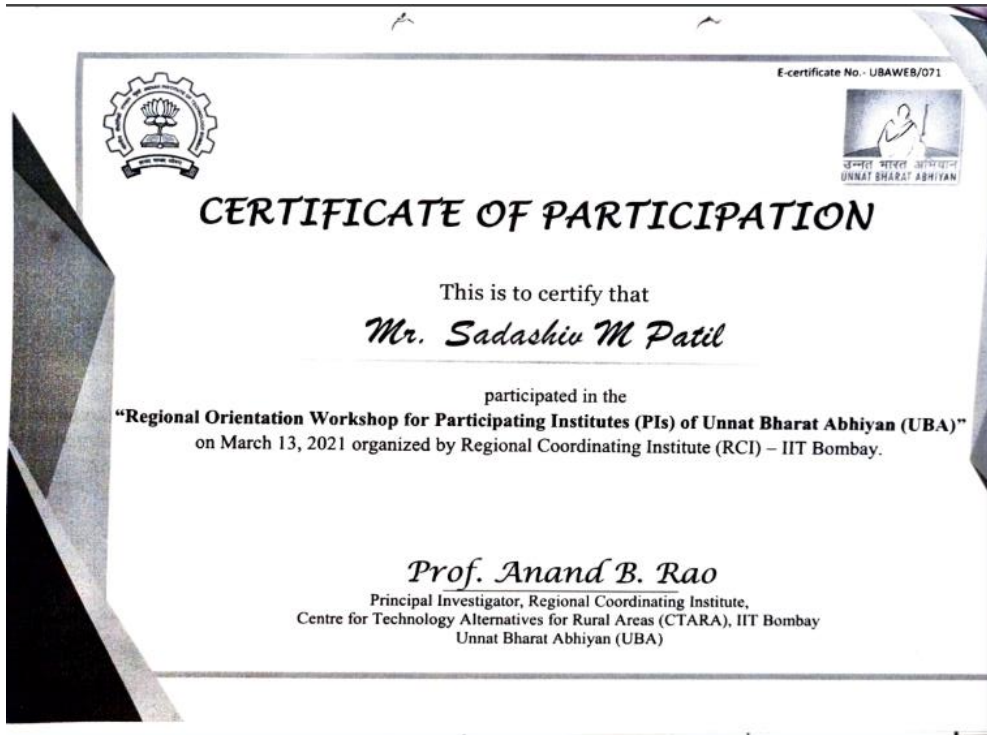 E-certificate No.- UBAWEB/071
उन्नत भारत अभियान
UNNAT BHARAT ABHIYAN
CERTIFICATE OF PARTICIPATION
This is to certify that
Mr. Sadashiv M Patil
participated in the
“Regional Orientation Workshop for Participating Institutes (PIs) of Unnat Bharat Abhiyan (UBA)”
on March 13, 2021 organized by Regional Coordinating Institute (RCI) – IIT Bombay.
Prof. Anand B. Rao
Principal Investigator, Regional Coordinating Institute,
Centre for Technology Alternatives for Rural Areas (CTARA), IIT Bombay
Unnat Bharat Abhiyan (UBA)